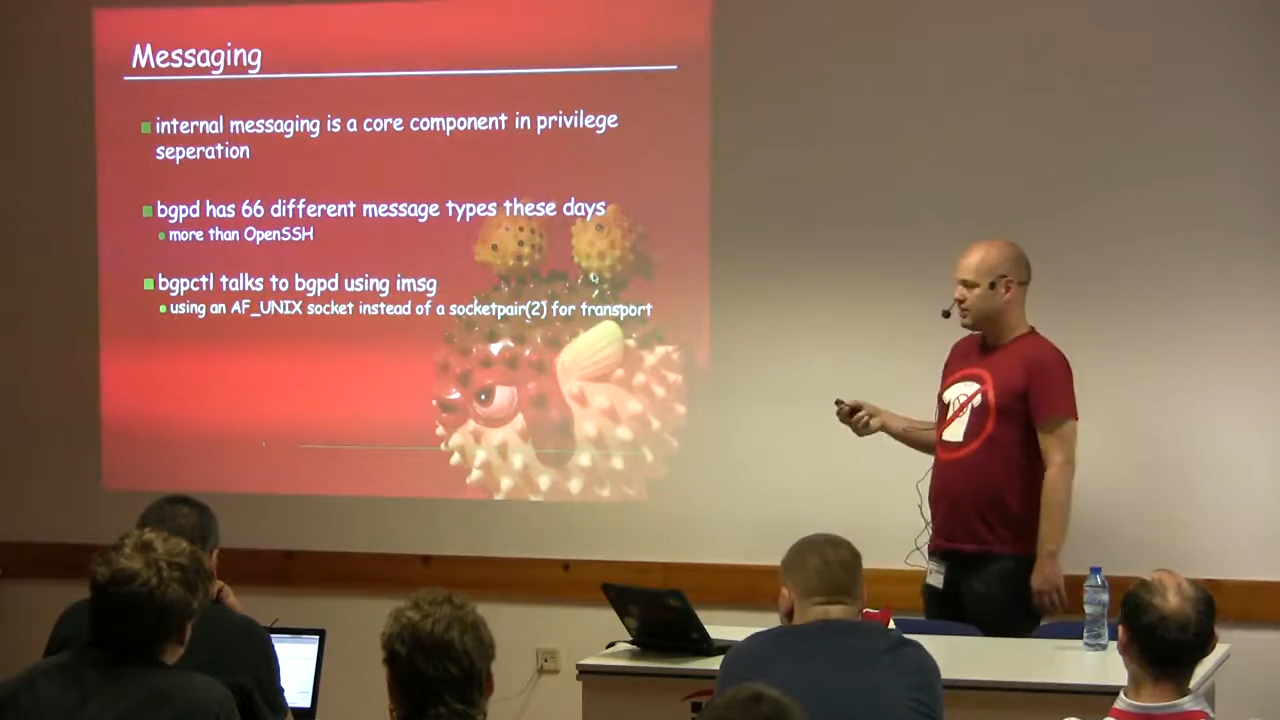 Messaging
internal messaging is a core component in privilege
seperation
bgpd has 66 different message types these days
more than OpenSSH
bgpctl talks to bgpd using imsg
using an AF_UNIX socket instead of a socketpair(2) for transport